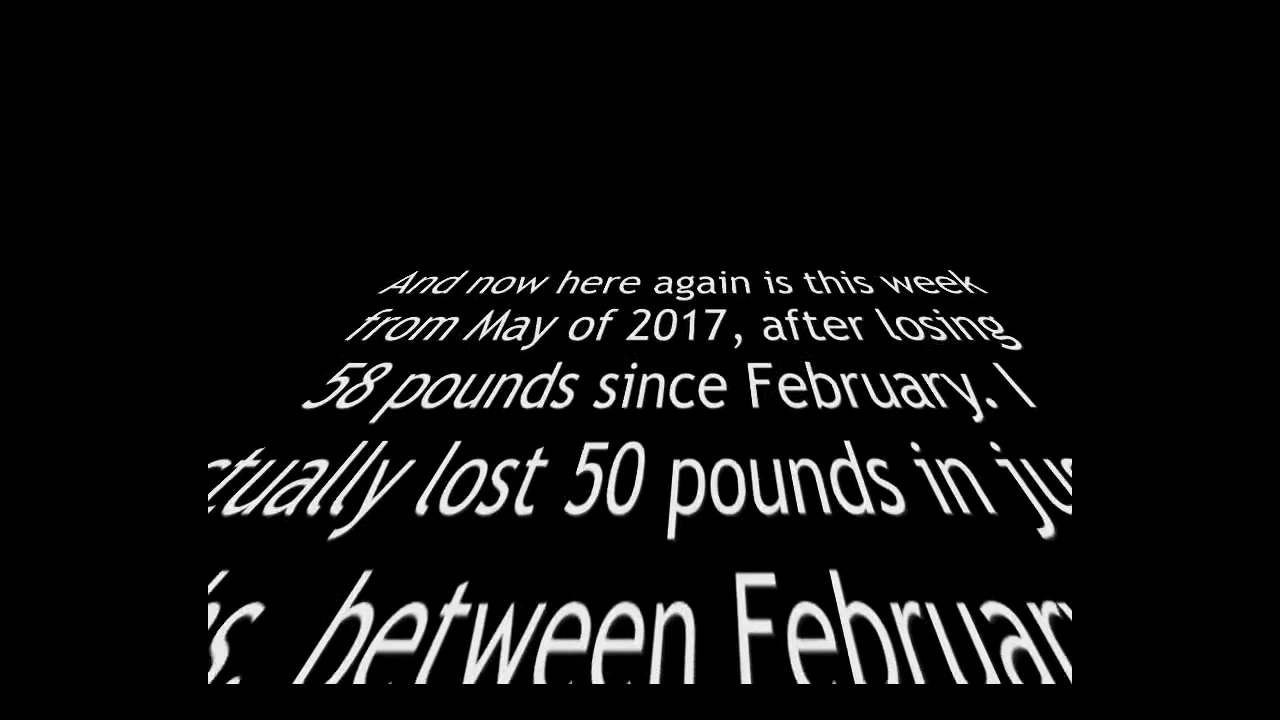 And now here again is this week
from May of 2017, after losing
58 pounds since February. I
ctually lost 50 pounds in jus
s, between Februar